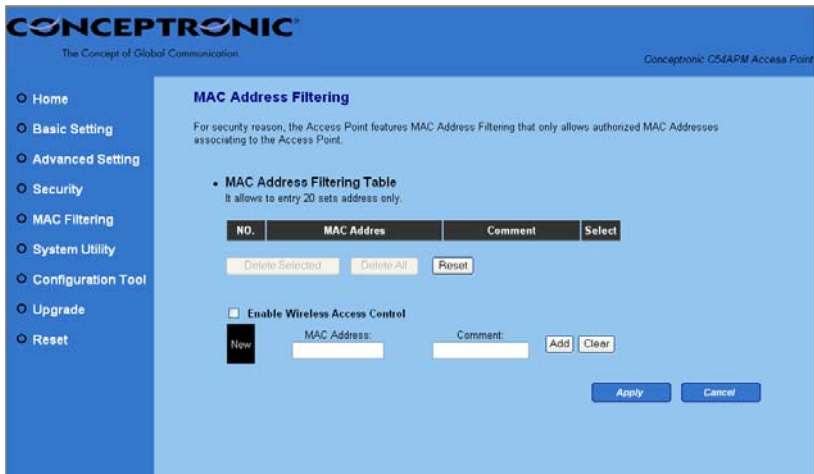 CONCEPTRONIC
The Concept of Global Communication
Conceptronic C54APM Access Point
Home
Basic Setting
Advanced Setting
Security
MAC Filtering
System Utility
Configuration Tool
Upgrade
Reset
MAC Address Filtering
For security reason, the Access Point features MAC Address Filtering that only allows authorized MAC Addresses
associating to the Access Point.
MAC Address Filtering Table
It allows to entry 20 sets address only.
NO. MAC Addres Comment Select
Delete Selected Delete All Reset
Enable Wireless Access Control
New MAC Address: Comment: Add Clear
Apply Cancel